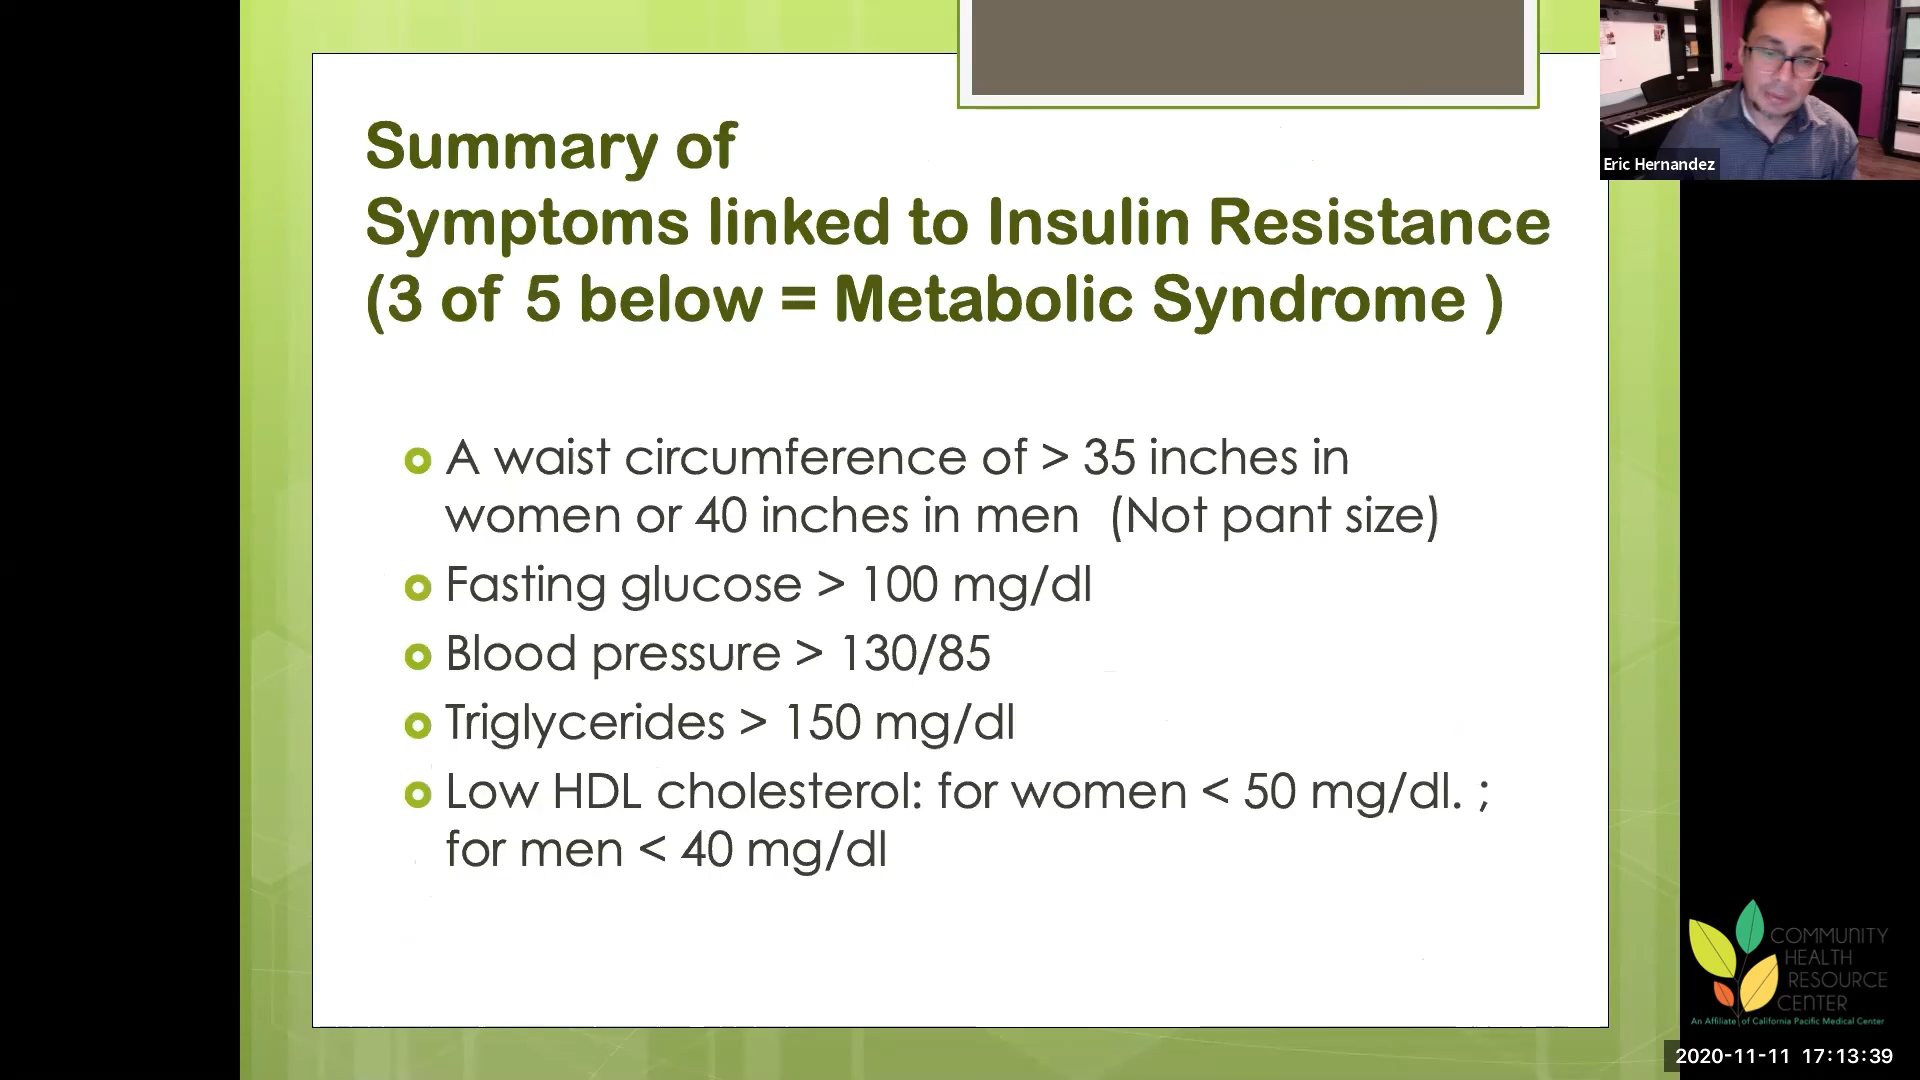 Summary of
Symptoms linked to Insulin Resistance
(3 of 5 below = Metabolic Syndrome )
A waist circumference of > 35 inches in
women or 40 inches in men (Not pant size)
Fasting glucose > 100 mg/dl
Blood pressure > 130/85
Triglycerides > 150 mg/dl
Low HDL cholesterol: for women < 50 mg/dl. ;
for men < 40 mg/dl
Eric Hernandez
COMMUNITY
HEALTH
RESOURCE
CENTER
An Affiliate of California Pacific Medical Center
2020-11-11 17:13:39